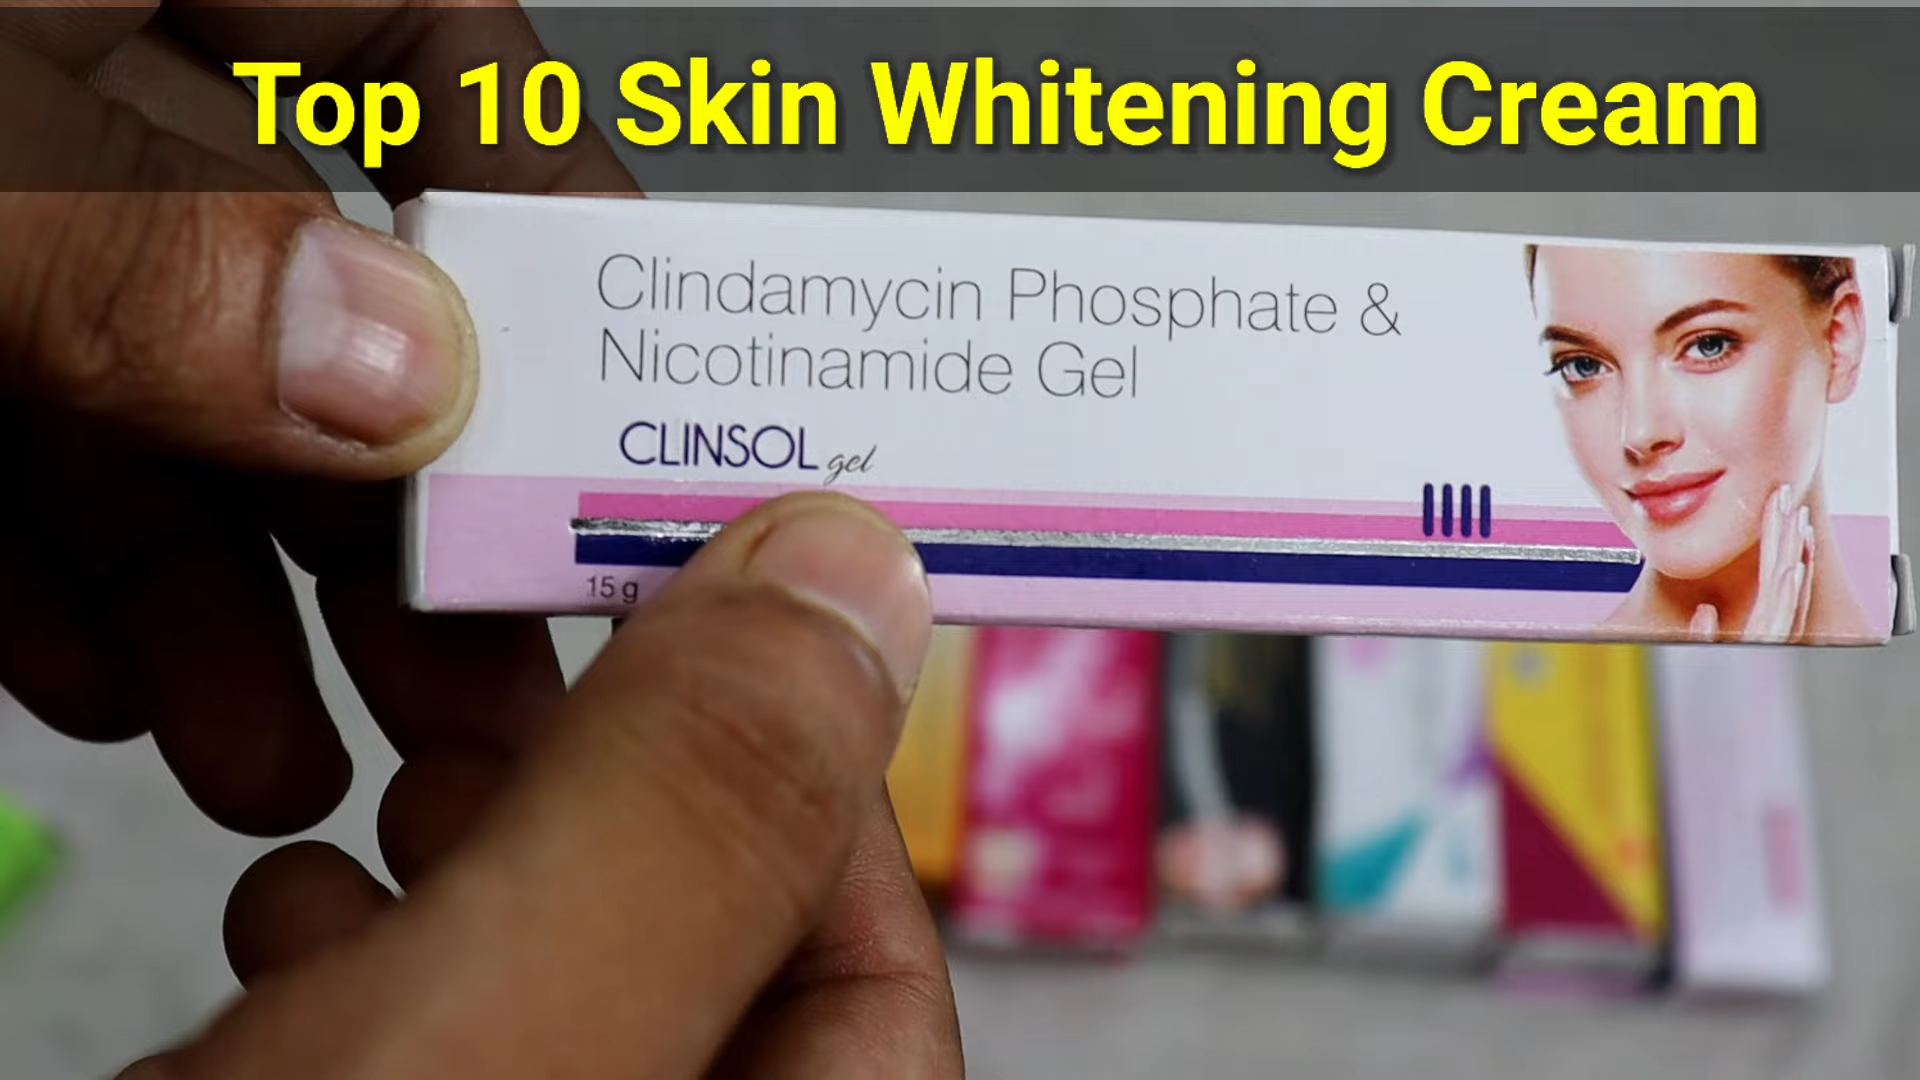 Top 10 Skin Whitening Cream
Clindamycin Phosphate &
Nicotinamide Gel
CLINSOL gel
15 g